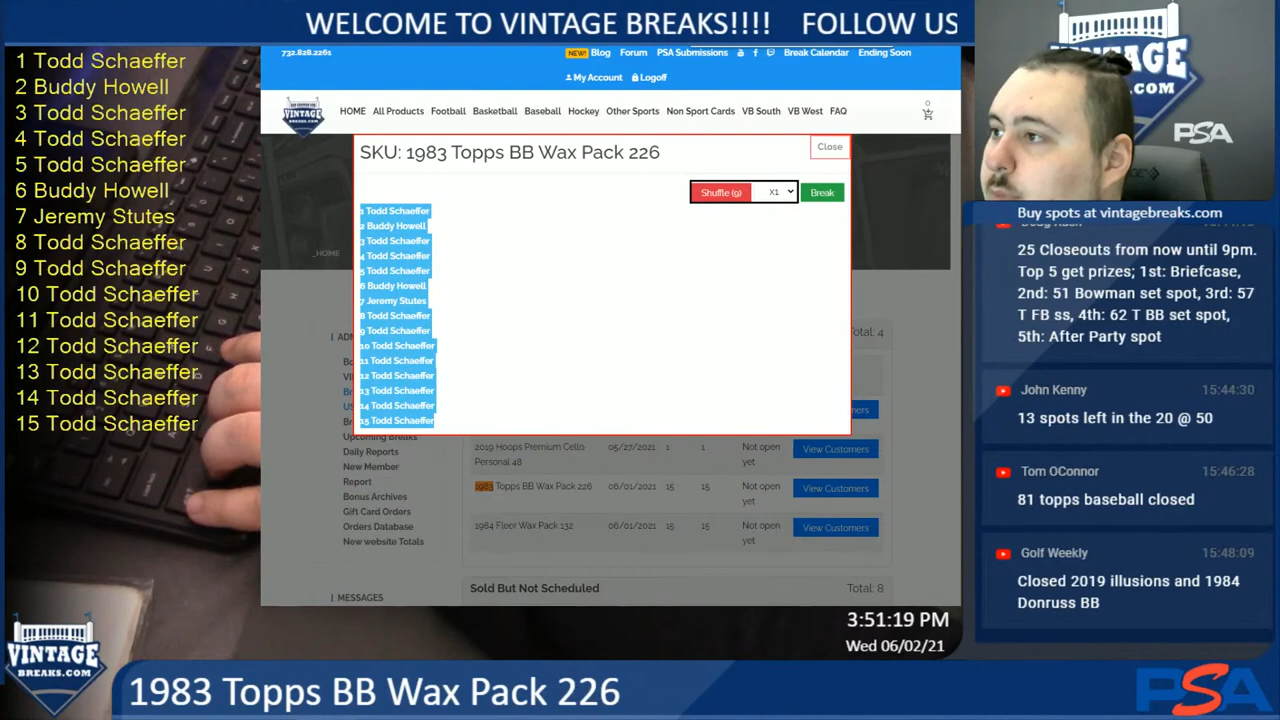 WELCOME TO VINTAGE BREAKS!!!! FOLLOW US
1 Todd Schaeffer
2 Buddy Howell
3 Todd Schaeffer
4 Todd Schaeffer
5 Todd Schaeffer
6 Buddy Howell
7 Jeremy Stutes
8 Todd Schaeffer
9 Todd Schaeffer
10 Todd Schaeffer
11 Todd Schaeffer
12 Todd Schaeffer
13 Todd Schaeffer
14 Todd Schaeffer
15 Todd Schaeffer
732.828.2261
NEW! Blog Forum PSA Submissions Break Calendar Ending Soon
My Account Logoff
VINTAGE BREAKS.COM
HOME All Products Football Basketball Baseball Hockey Other Sports Non Sport Cards VB South VB West FAQ
0
SKU: 1983 Topps BB Wax Pack 226
Close
Shuffle (9) X1 Break
1 Todd Schaeffer
2 Buddy Howell
3 Todd Schaeffer
4 Todd Schaeffer
5 Todd Schaeffer
6 Buddy Howell
7 Jeremy Stutes
8 Todd Schaeffer
9 Todd Schaeffer
10 Todd Schaeffer
11 Todd Schaeffer
12 Todd Schaeffer
13 Todd Schaeffer
14 Todd Schaeffer
15 Todd Schaeffer
_HOME
Total: 4
Upcoming Breaks
Daily Reports
New Member
Report
Bonus Archives
Gift Card Orders
Orders Database
New website Totals
MESSAGES
2019 Hoops Premium Cello Personal 48 05/27/2021 1 1 Not open yet View Customers
1983 Topps BB Wax Pack 226 06/01/2021 15 15 Not open yet View Customers
1984 Fleer Wax Pack 132 06/01/2021 15 15 Not open yet View Customers
Sold But Not Scheduled Total: 8
VINTAGE
PSA
Buy spots at vintagebreaks.com
25 Closeouts from now until 9pm.
Top 5 get prizes; 1st: Briefcase,
2nd: 51 Bowman set spot, 3rd: 57
T FB ss, 4th: 62 T BB set spot,
5th: After Party spot
John Kenny 15:44:30
13 spots left in the 20 @ 50
Tom OConnor 15:46:28
81 topps baseball closed
Golf Weekly 15:48:09
Closed 2019 illusions and 1984
Donruss BB
3:51:19 PM
Wed 06/02/21
VINTAGE
BREAKS.COM
1983 Topps BB Wax Pack 226
PSA